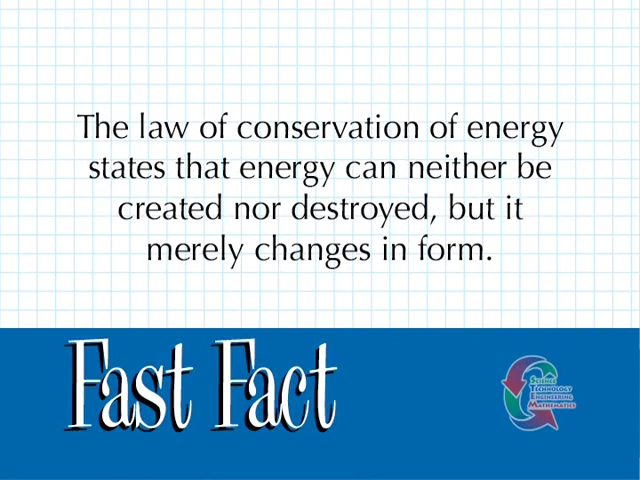 The law of conservation of energy
states that energy can neither be
created nor destroyed, but it
merely changes in form.
Fast Fact
SCIENCE
TECHNOLOGY
ENGINEERING
MATHEMATICS